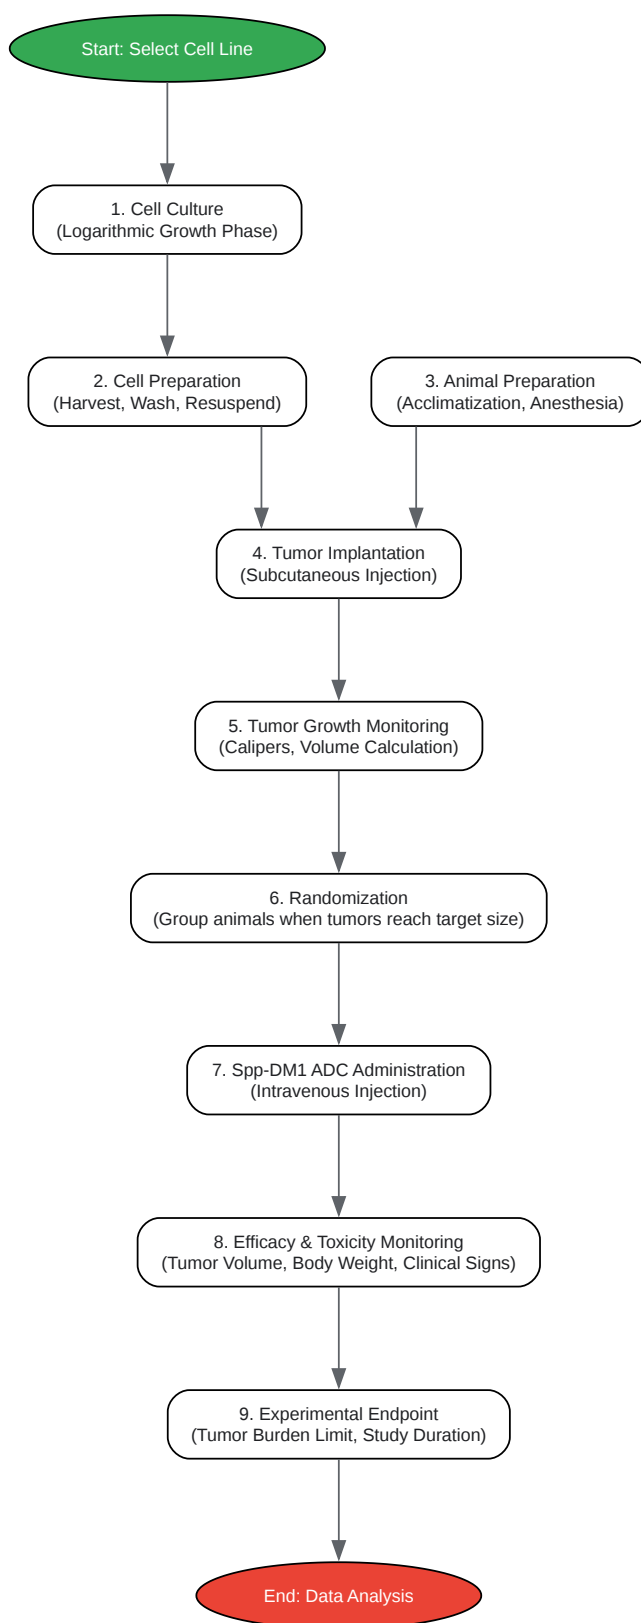 Start: Select Cell Line
1. Cell Culture
(Logarithmic Growth Phase)
2. Cell Preparation
(Harvest, Wash, Resuspend)
3. Animal Preparation
(Acclimatization, Anesthesia)
4. Tumor Implantation
(Subcutaneous Injection)
5. Tumor Growth Monitoring
(Calipers, Volume Calculation)
6. Randomization
(Group animals when tumors reach target size)
7. Spp-DM1 ADC Administration
(Intravenous Injection)
8. Efficacy & Toxicity Monitoring
(Tumor Volume, Body Weight, Clinical Signs)
9. Experimental Endpoint
(Tumor Burden Limit, Study Duration)
End: Data Analysis